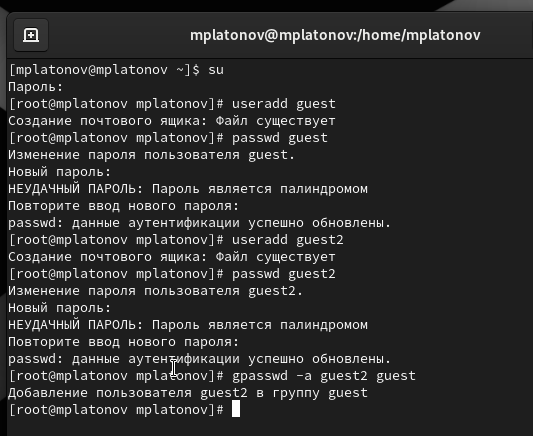 mplatonov@mplatonov:/home/mplatonov
[mplatonov@mplatonov ~]$ su
Пароль:
[root@mplatonov mplatonov]# useradd guest
Создание почтового ящика: Файл существует
[root@mplatonov mplatonov]# passwd guest
Изменение пароля пользователя guest.
Новый пароль:
НЕУДАЧНЫЙ ПАРОЛЬ: Пароль является палиндромом
Повторите ввод нового пароля:
passwd: данные аутентификации успешно обновлены.
[root@mplatonov mplatonov]# useradd guest2
Создание почтового ящика: Файл существует
[root@mplatonov mplatonov]# passwd guest2
Изменение пароля пользователя guest2.
Новый пароль:
НЕУДАЧНЫЙ ПАРОЛЬ: Пароль является палиндромом
Повторите ввод нового пароля:
passwd: данные аутентификации успешно обновлены.
[root@mplatonov mplatonov]# gpasswd -a guest2 guest
Добавление пользователя guest2 в группу guest
[root@mplatonov mplatonov]#